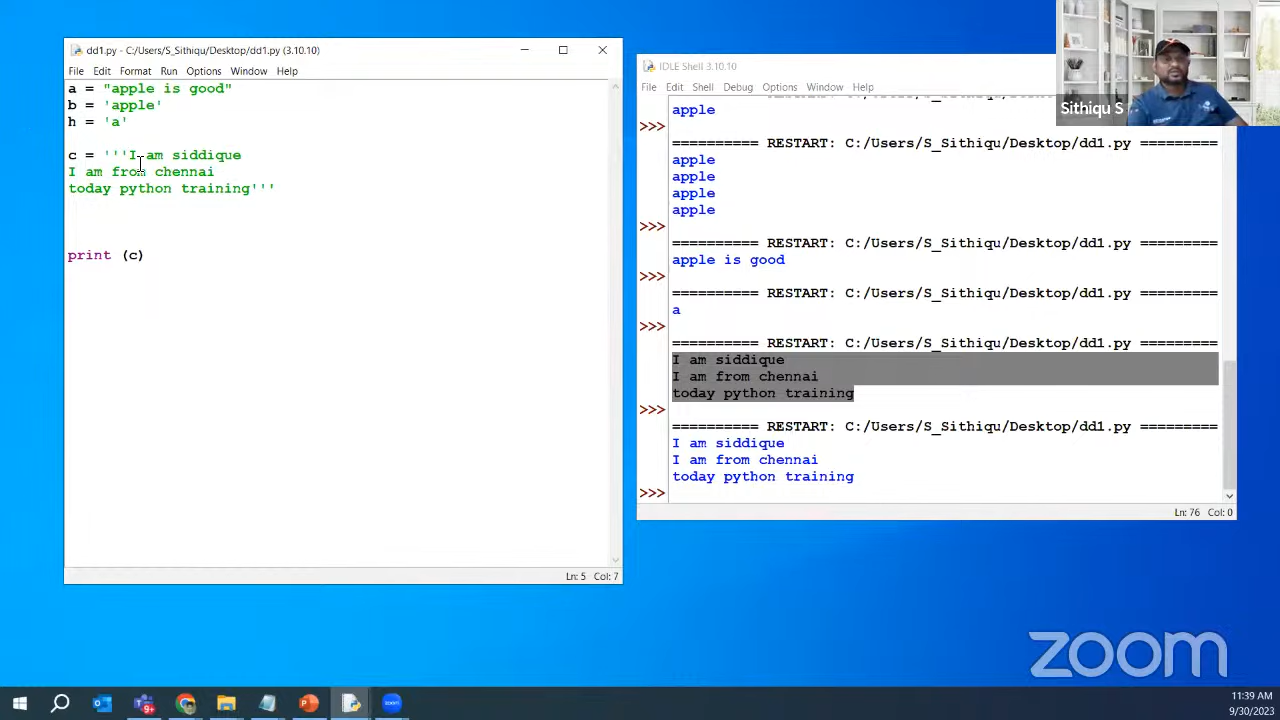 dd1.py - C:/Users/S_Sithiqu/Desktop/dd1.py (3.10.10)
File Edit Format Run Options Window Help
a = "apple is good"
b = 'apple'
h = 'a'
c = '''I am siddique
I am from chennai
today python training'''
print (c)
Ln: 5 Col: 7
IDLE Shell 3.10.10
File Edit Shell Debug Options Window Help
apple
>>>
========== RESTART: C:/Users/S_Sithiqu/Desktop/dd1.py =========
apple
apple
apple
apple
>>>
========== RESTART: C:/Users/S_Sithiqu/Desktop/dd1.py =========
apple is good
>>>
========== RESTART: C:/Users/S_Sithiqu/Desktop/dd1.py =========
a
>>>
========== RESTART: C:/Users/S_Sithiqu/Desktop/dd1.py =========
I am siddique
I am from chennai
today python training
>>>
========== RESTART: C:/Users/S_Sithiqu/Desktop/dd1.py =========
I am siddique
I am from chennai
today python training
>>>
Ln: 76 Col: 0
Sithiqu S
zoom
11:39 AM
9/30/2023